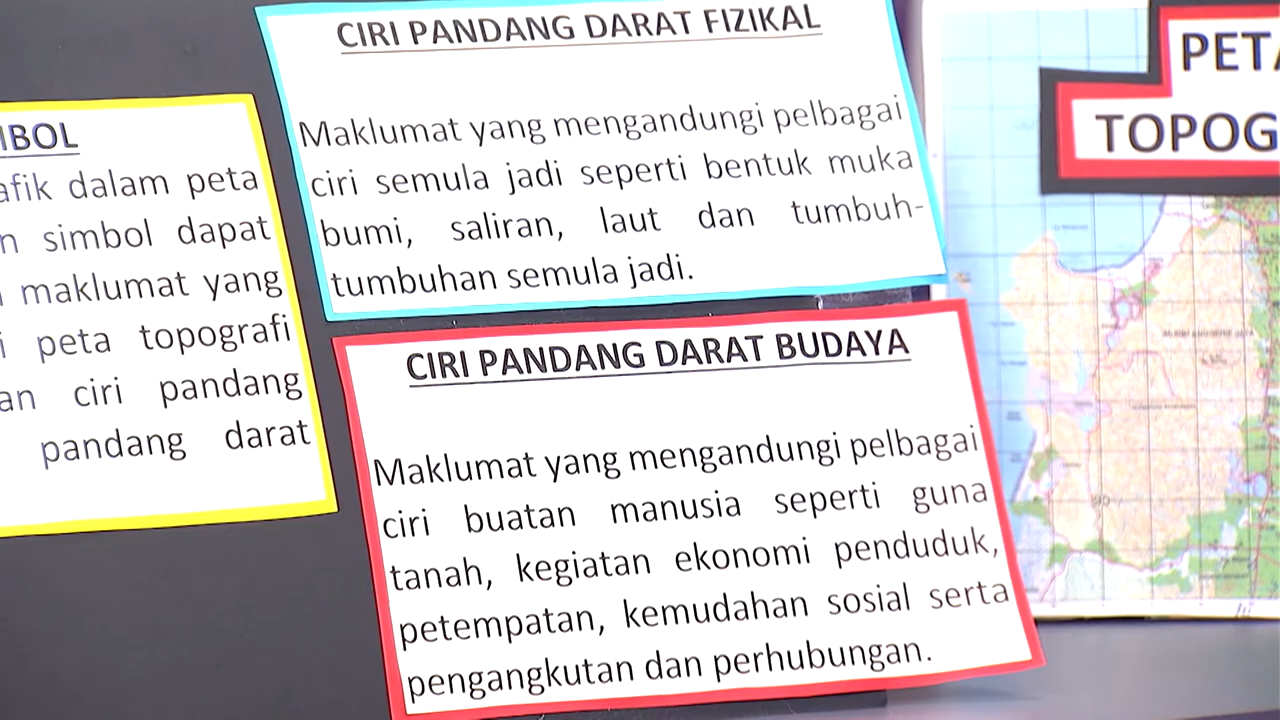 IBOL
afik dalam peta
n simbol dapat
maklumat yang
i peta topografi
an ciri pandang
pandang darat
CIRI PANDANG DARAT FIZIKAL
Maklumat yang mengandungi pelbagai
ciri semula jadi seperti bentuk muka
bumi, saliran, laut dan tumbuh-
tumbuhan semula jadi.
CIRI PANDANG DARAT BUDAYA
Maklumat yang mengandungi pelbagai
ciri buatan manusia seperti guna
tanah, kegiatan ekonomi penduduk,
petempatan, kemudahan sosial serta
pengangkutan dan perhubungan.
PETA
TOPOG